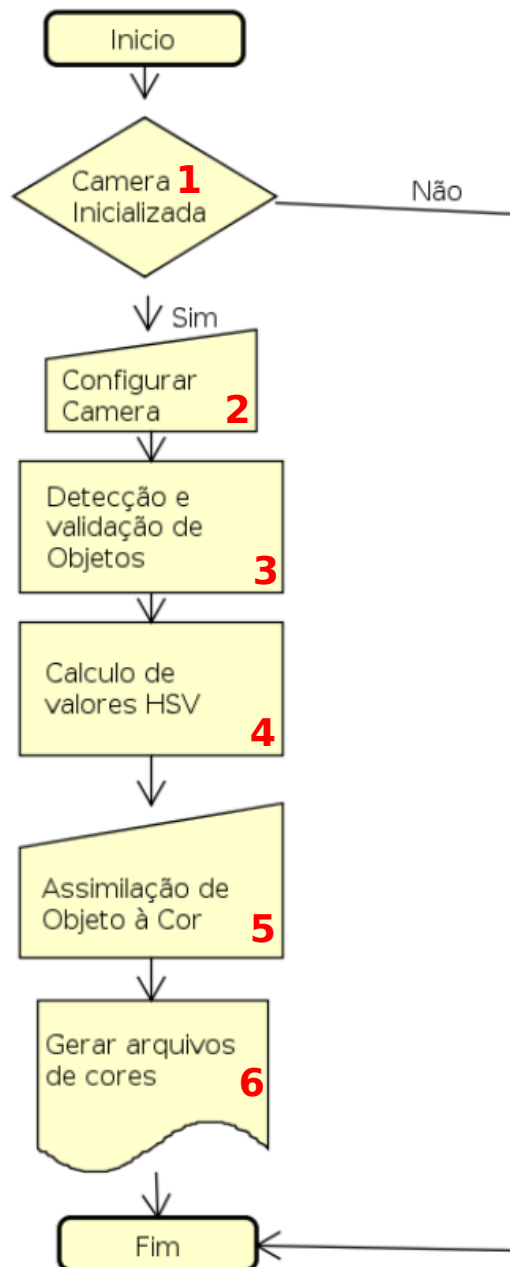 Inicio
Camera 1
Inicializada
Não
Sim
Configurar
Camera 2
Detecção e
validação de
Objetos 3
Calculo de
valores HSV
4
Assimilação de
Objeto à Cor 5
Gerar arquivos
de cores 6
Fim